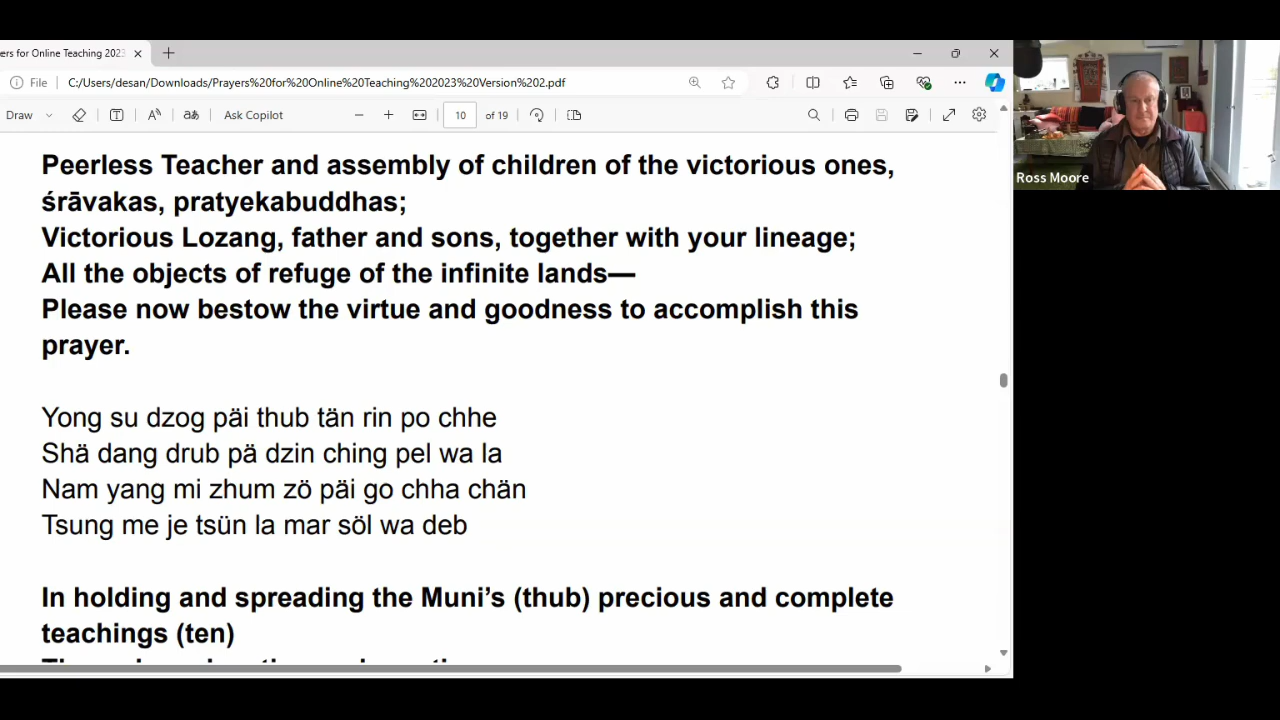 ers for Online Teaching 2023
File
C:/Users/desan/Downloads/Prayers%20for%20Online%20Teaching%202023%20Version%202.pdf
Draw
Ask Copilot
10 of 19
Peerless Teacher and assembly of children of the victorious ones,
śrāvakas, pratyekabuddhas;
Victorious Lozang, father and sons, together with your lineage;
All the objects of refuge of the infinite lands—
Please now bestow the virtue and goodness to accomplish this
prayer.
Yong su dzog päi thub tän rin po chhe
Shä dang drub pä dzin ching pel wa la
Nam yang mi zhum zö päi go chha chän
Tsung me je tsün la mar söl wa deb
In holding and spreading the Muni’s (thub) precious and complete
teachings (ten)
Ross Moore